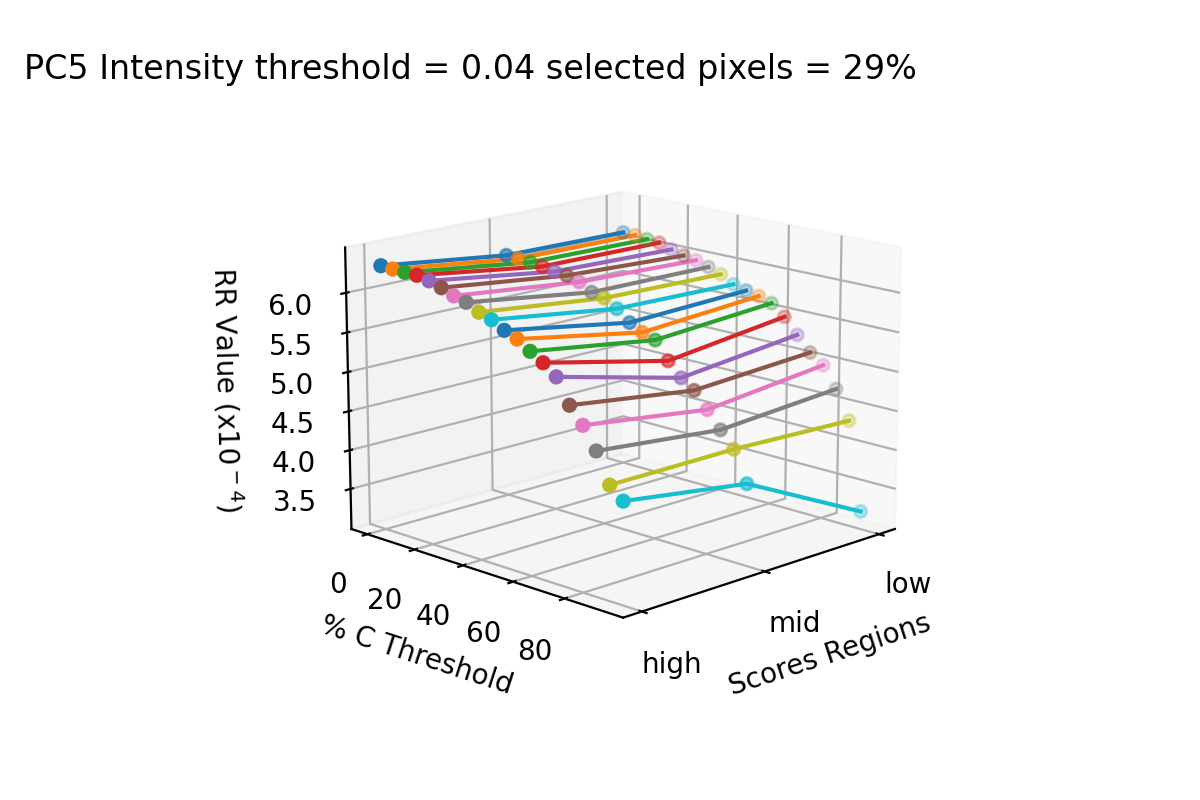 PC5 Intensity threshold = 0.04 selected pixels = 29%
RR Value (x10⁻⁴)
6.0
5.5
5.0
4.5
4.0
3.5
0
20
40
60
80
% C Threshold
high
mid
low
Scores Regions